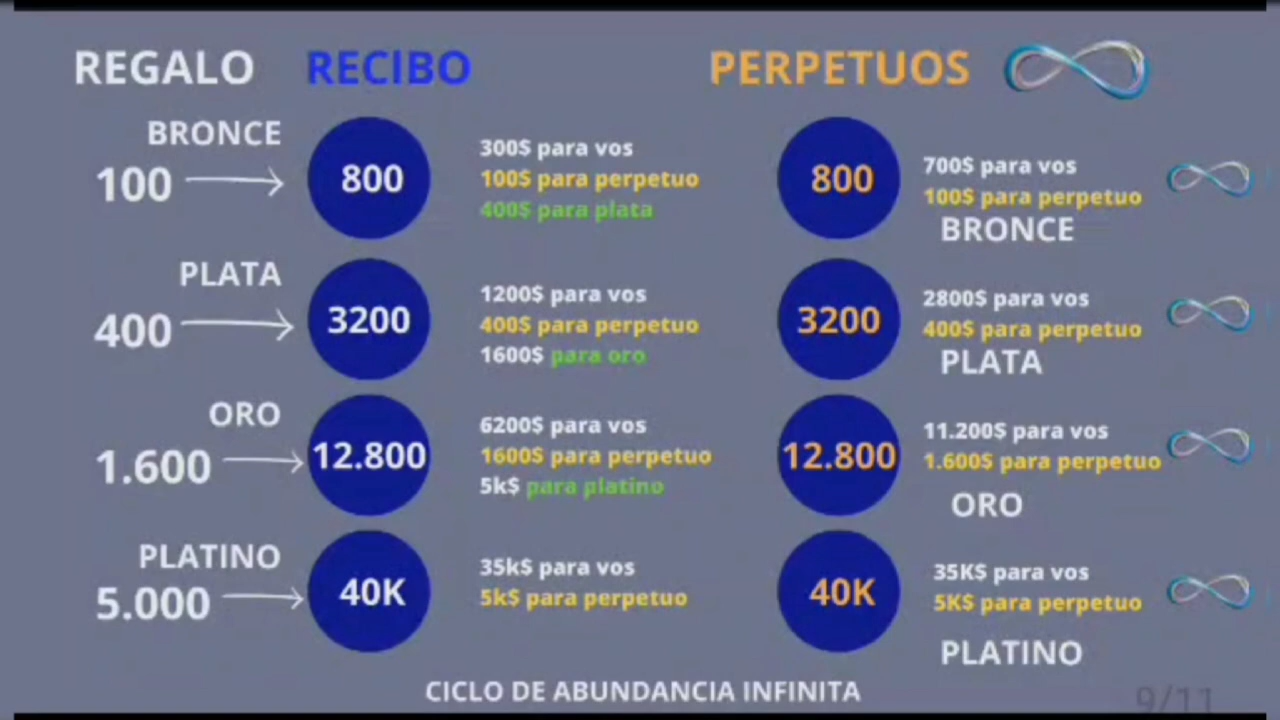 REGALO RECIBO PERPETUOS
BRONCE
100 800
300$ para vos
100$ para perpetuo
400$ para plata
800
700$ para vos
100$ para perpetuo
BRONCE
PLATA
400 3200
1200$ para vos
400$ para perpetuo
1600$ para oro
3200
2800$ para vos
400$ para perpetuo
PLATA
ORO
1.600 12.800
6200$ para vos
1600$ para perpetuo
5k$ para platino
12.800
11.200$ para vos
1.600$ para perpetuo
ORO
PLATINO
5.000 40K
35k$ para vos
5k$ para perpetuo
40K
35K$ para vos
5K$ para perpetuo
PLATINO
CICLO DE ABUNDANCIA INFINITA
9/11